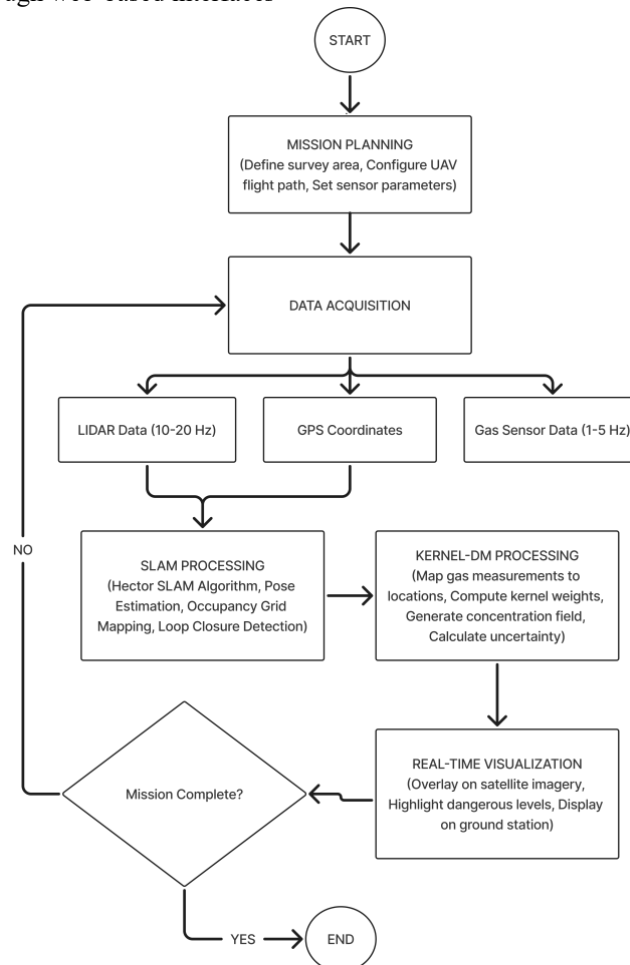 ugh web-based interfaces
START
MISSION PLANNING
(Define survey area, Configure UAV
flight path, Set sensor parameters)
DATA ACQUISITION
LIDAR Data (10-20 Hz)
GPS Coordinates
Gas Sensor Data (1-5 Hz)
SLAM PROCESSING
(Hector SLAM Algorithm, Pose
Estimation, Occupancy Grid
Mapping, Loop Closure Detection)
KERNEL-DM PROCESSING
(Map gas measurements to
locations, Compute kernel weights,
Generate concentration field,
Calculate uncertainty)
NO
Mission Complete?
REAL-TIME VISUALIZATION
(Overlay on satellite imagery,
Highlight dangerous levels, Display
on ground station)
YES
END